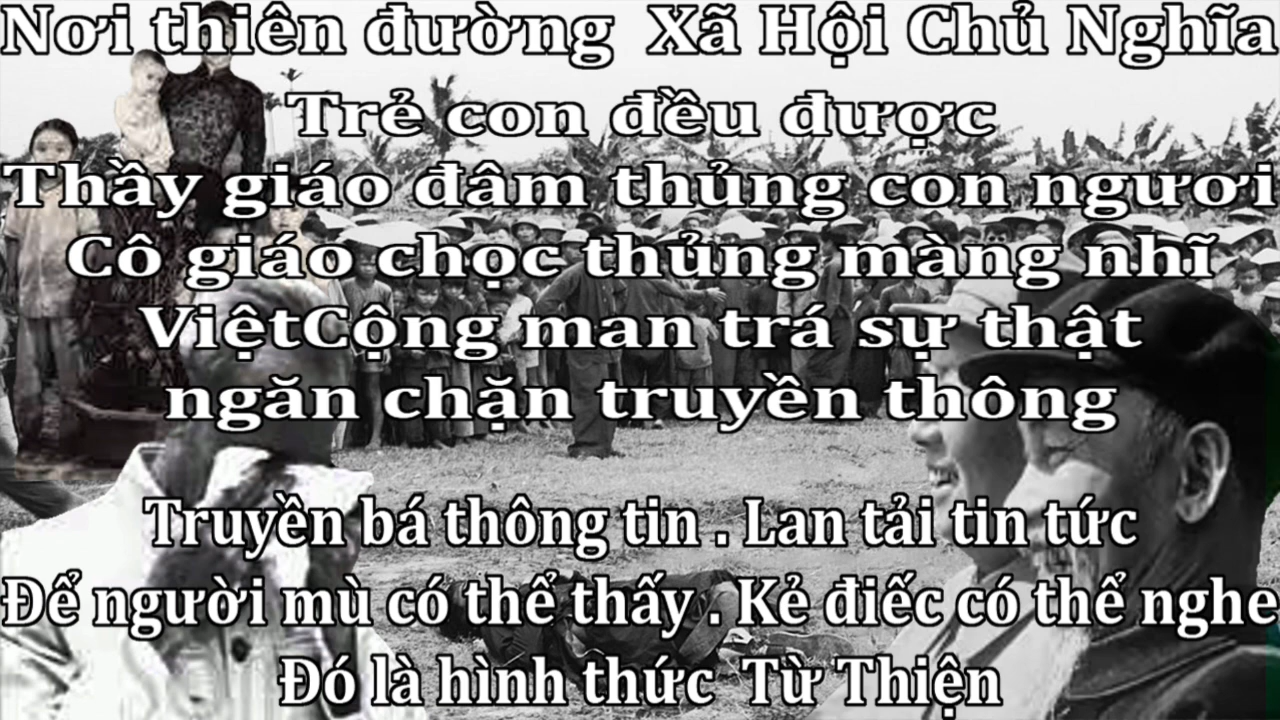 Nơi thiên đường Xã Hội Chủ Nghĩa
Trẻ con đều được
Thầy giáo đâm thủng con ngươi
Cô giáo chọc thủng màng nhĩ
ViệtCộng man trá sự thật
ngăn chặn truyền thông
Truyền bá thông tin . Lan tải tin tức
Để người mù có thể thấy . Kẻ điếc có thể nghe
Đó là hình thức Từ Thiện